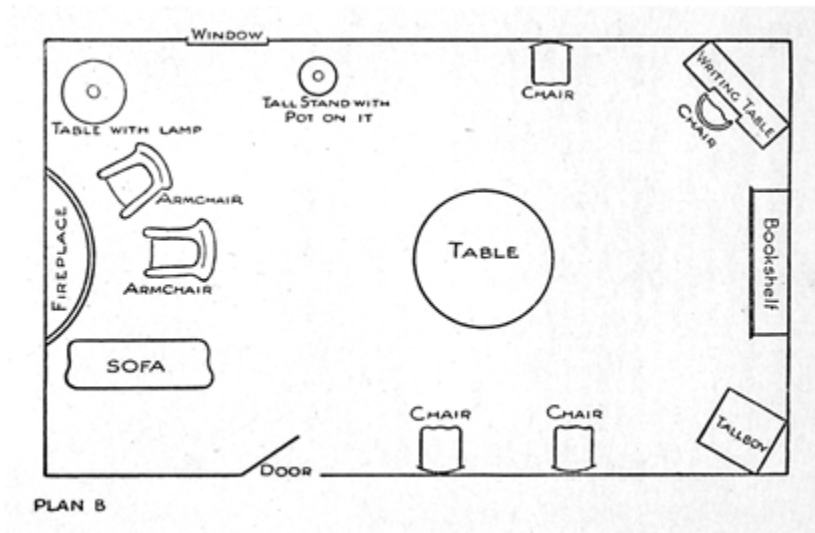 WINDOW
TABLE WITH LAMP
TALL STAND WITH
POT ON IT
CHAIR
WRITING TABLE
CHAIR
ARMCHAIR
FIREPLACE
ARMCHAIR
TABLE
Bookshelf
SOFA
CHAIR
CHAIR
TALLBOY
DOOR
PLAN B